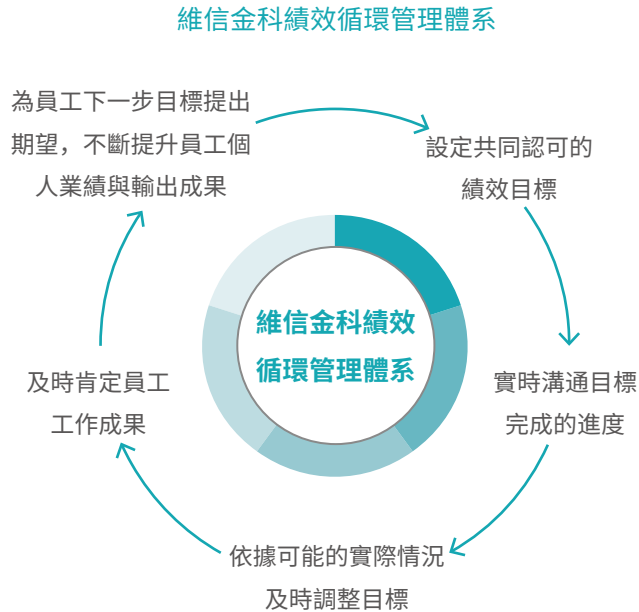 維信金科績效循環管理體系
為員工下一步目標提出
期望，不斷提升員工個
人業績與輸出成果
設定共同認可的
績效目標
維信金科績效
循環管理體系
及時肯定員工
工作成果
實時溝通目標
完成的進度
依據可能的實際情況
及時調整目標